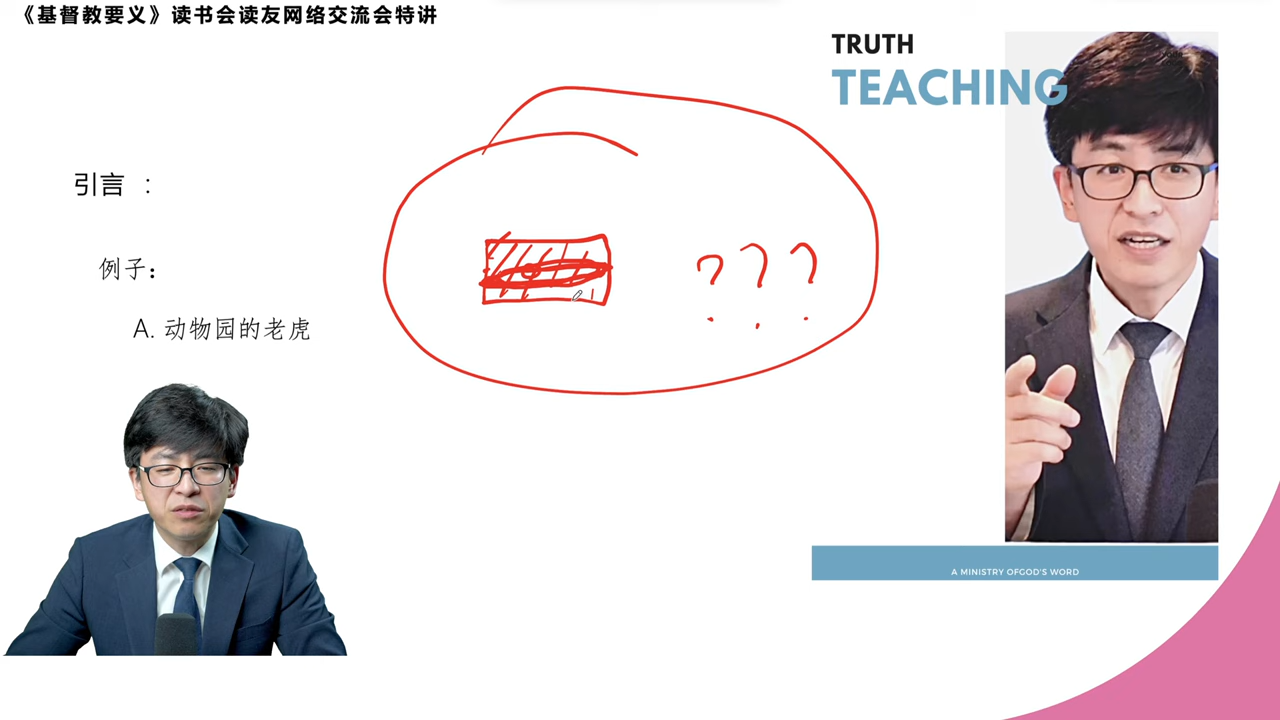 《基督教要义》读书会读友网络交流会特讲
TRUTH
TEACHING
引言 ：
例子：
A. 动物园的老虎
? ? ?
A MINISTRY OFGOD'S WORD